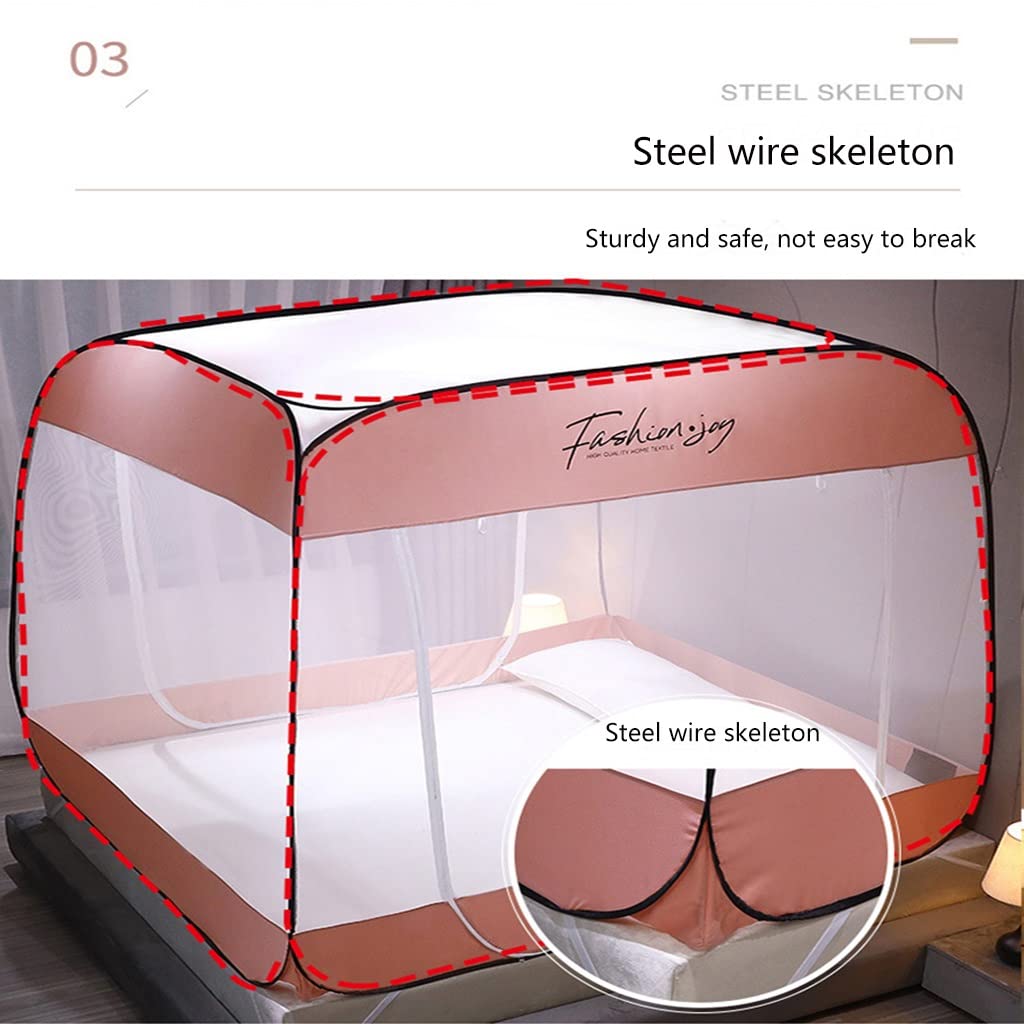 03
STEEL SKELETON
Steel wire skeleton
Sturdy and safe, not easy to break
Fashion·joy
HIGH QUALITY HOME TEXTILE
Steel wire skeleton